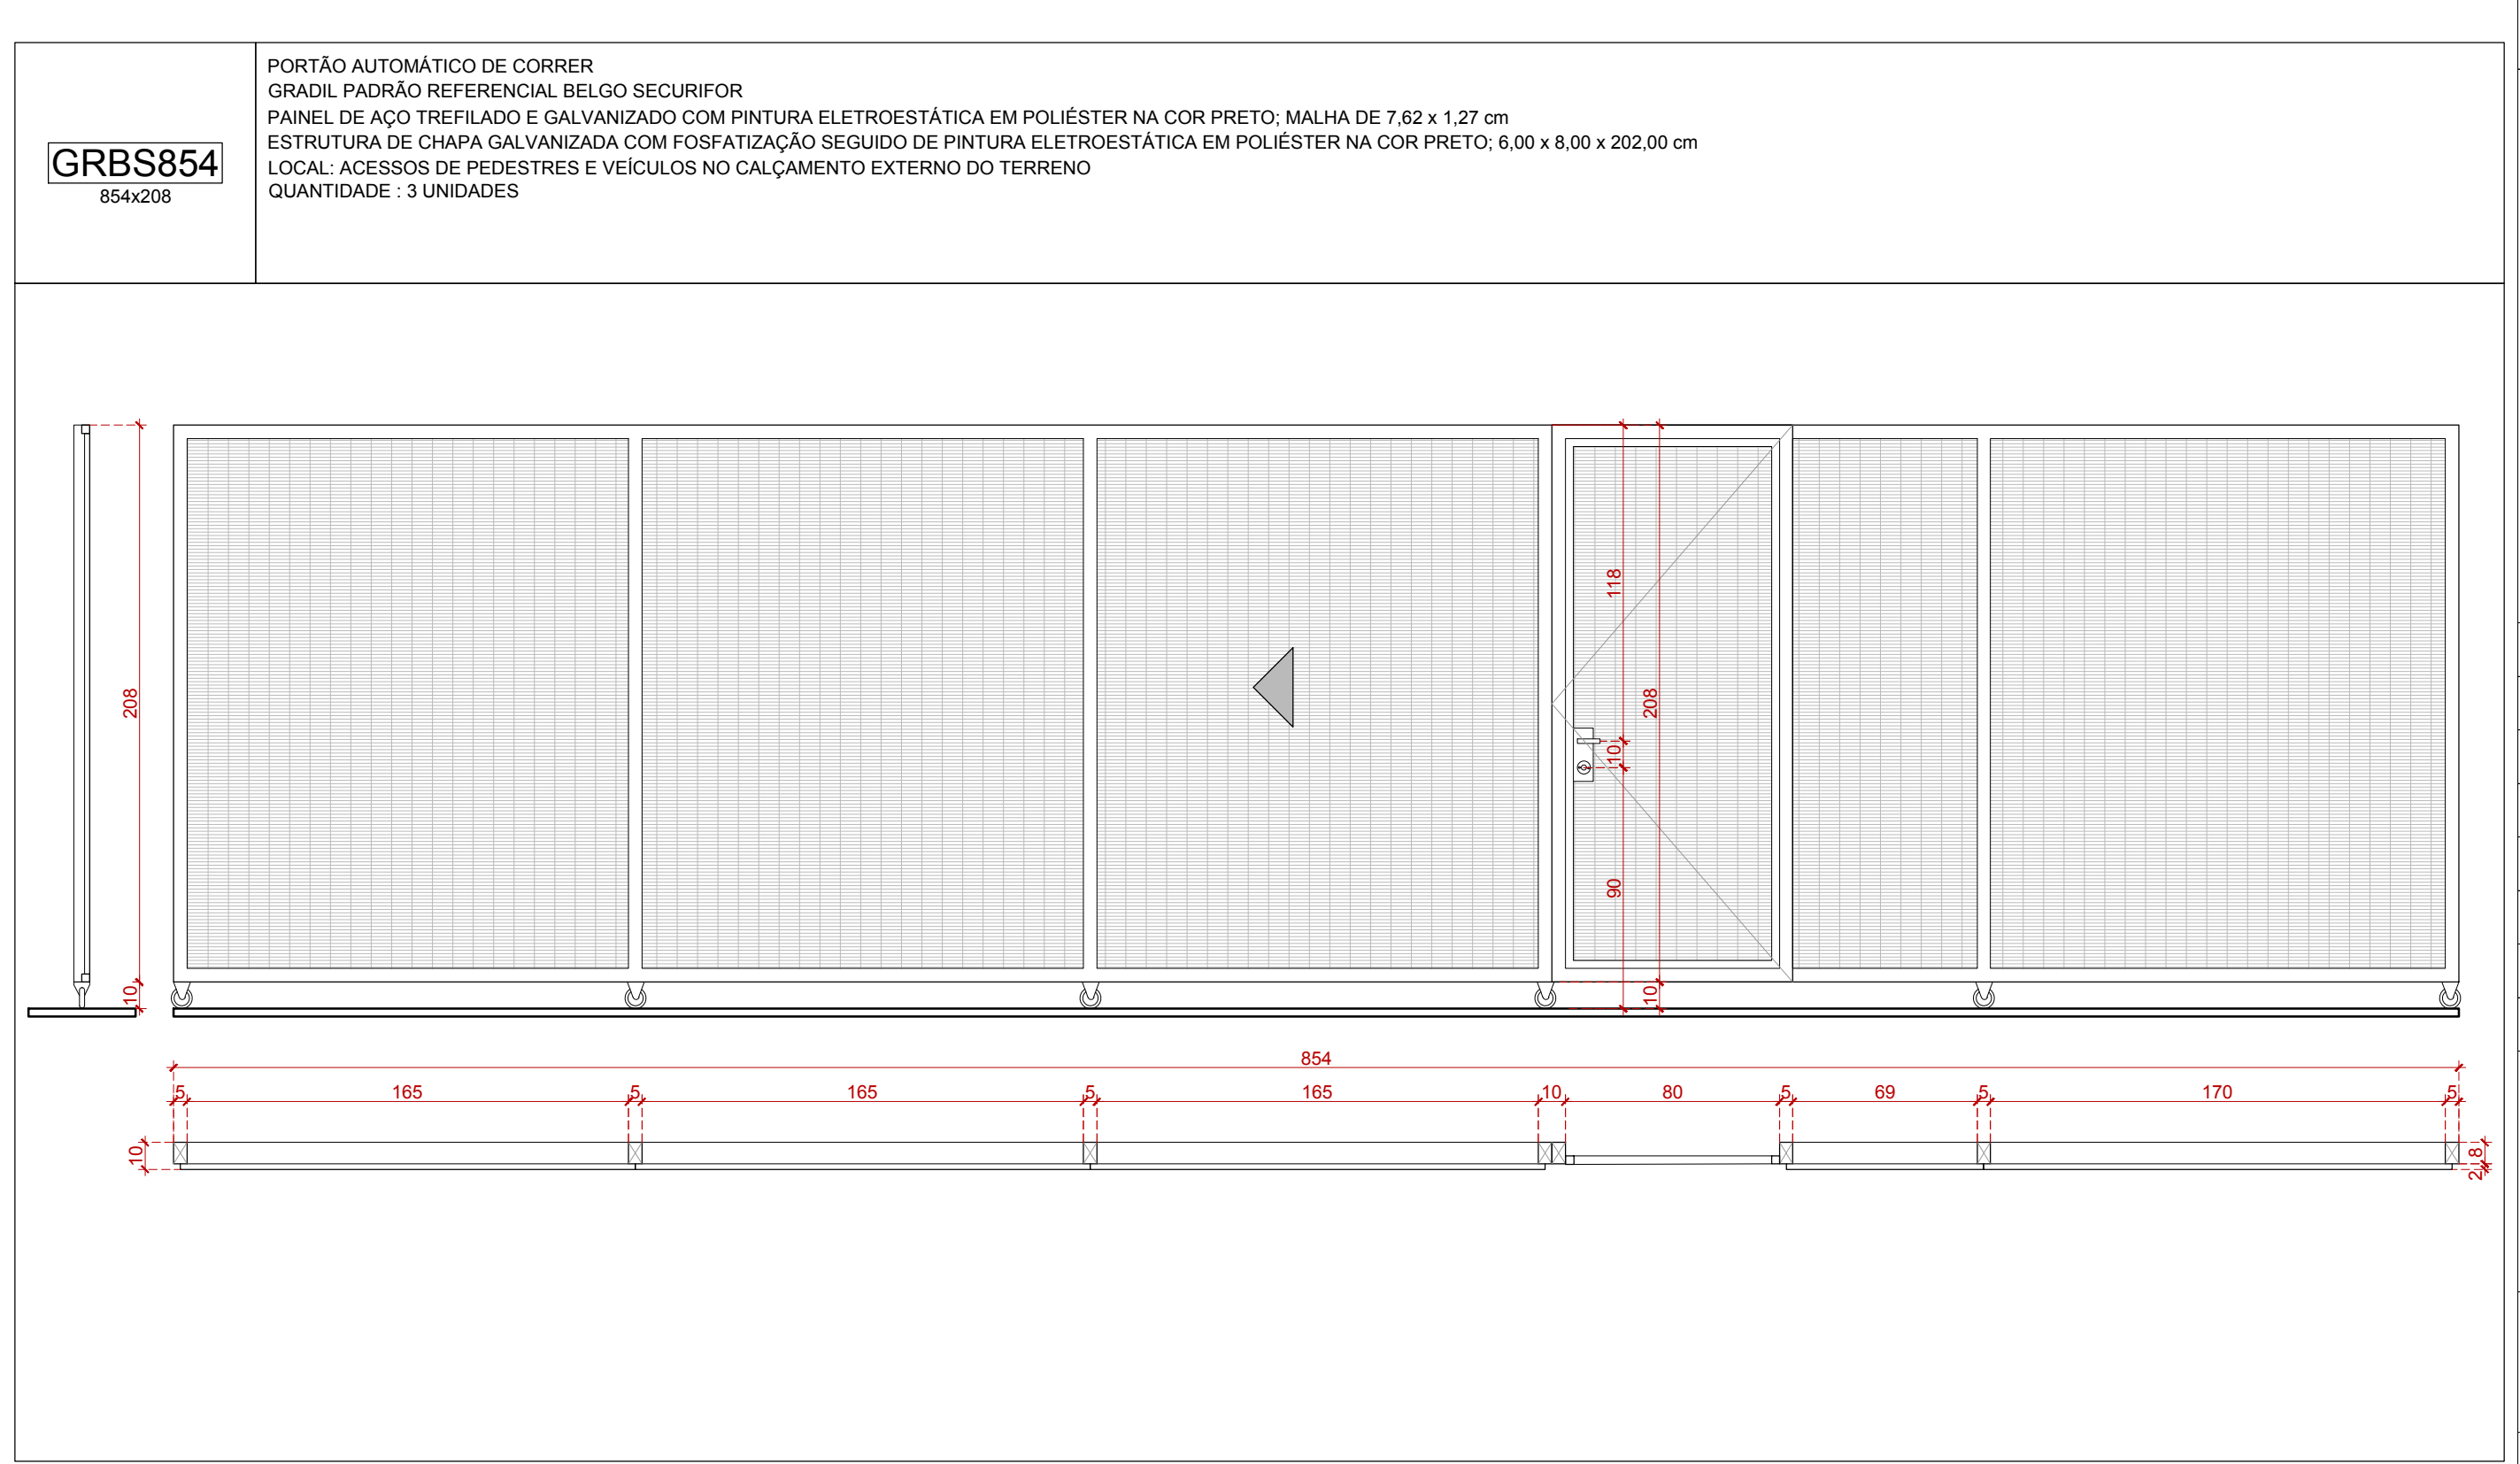 GRBS854
854x208
PORTÃO AUTOMÁTICO DE CORRER
GRADIL PADRÃO REFERENCIAL BELGO SECURIFOR
PAINEL DE AÇO TREFILADO E GALVANIZADO COM PINTURA ELETROESTÁTICA EM POLIÉSTER NA COR PRETO; MALHA DE 7,62 x 1,27 cm
ESTRUTURA DE CHAPA GALVANIZADA COM FOSFATIZAÇÃO SEGUIDO DE PINTURA ELETROESTÁTICA EM POLIÉSTER NA COR PRETO; 6,00 x 8,00 x 202,00 cm
LOCAL: ACESSOS DE PEDESTRES E VEÍCULOS NO CALÇAMENTO EXTERNO DO TERRENO
QUANTIDADE : 3 UNIDADES
208
10
118
10
90
208
10
854
5 165 5 165 5 165 10 80 5 69 5 170 5
10
8
2